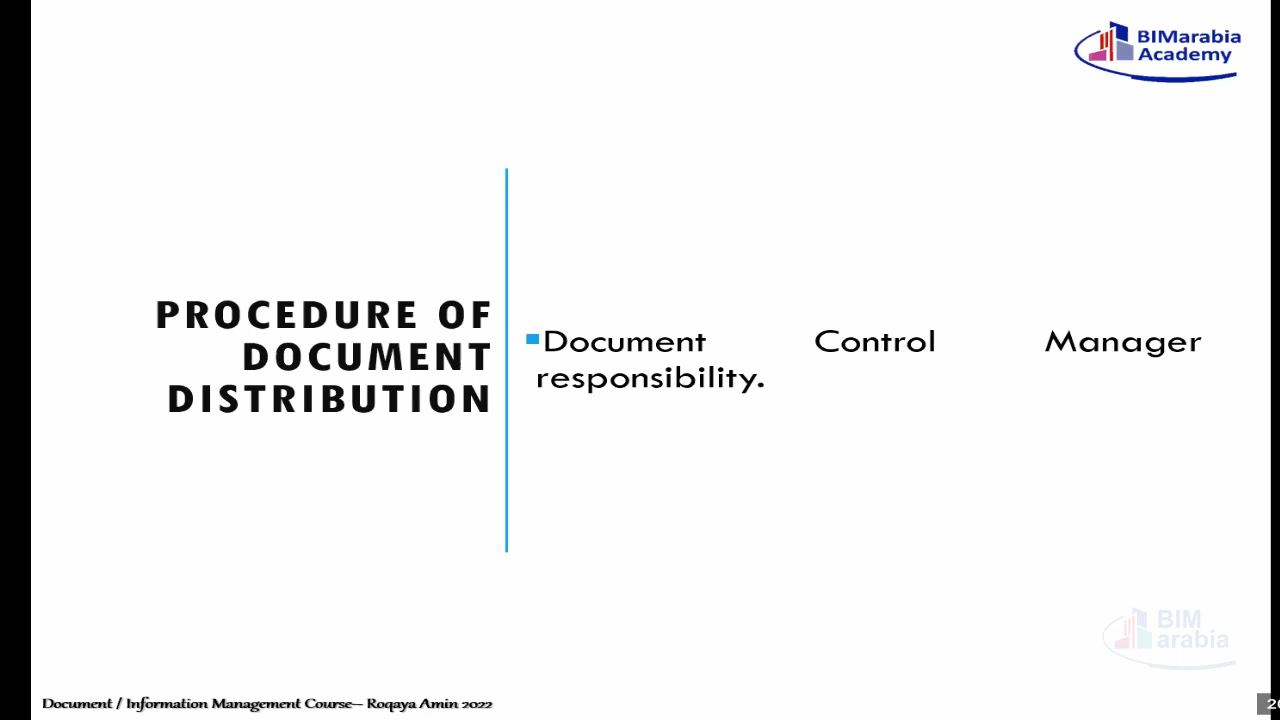 BIMarabia
Academy
PROCEDURE OF
DOCUMENT
DISTRIBUTION
Document Control Manager
responsibility.
BIM
arabia
Document / Information Management Course– Roqaya Amin 2022